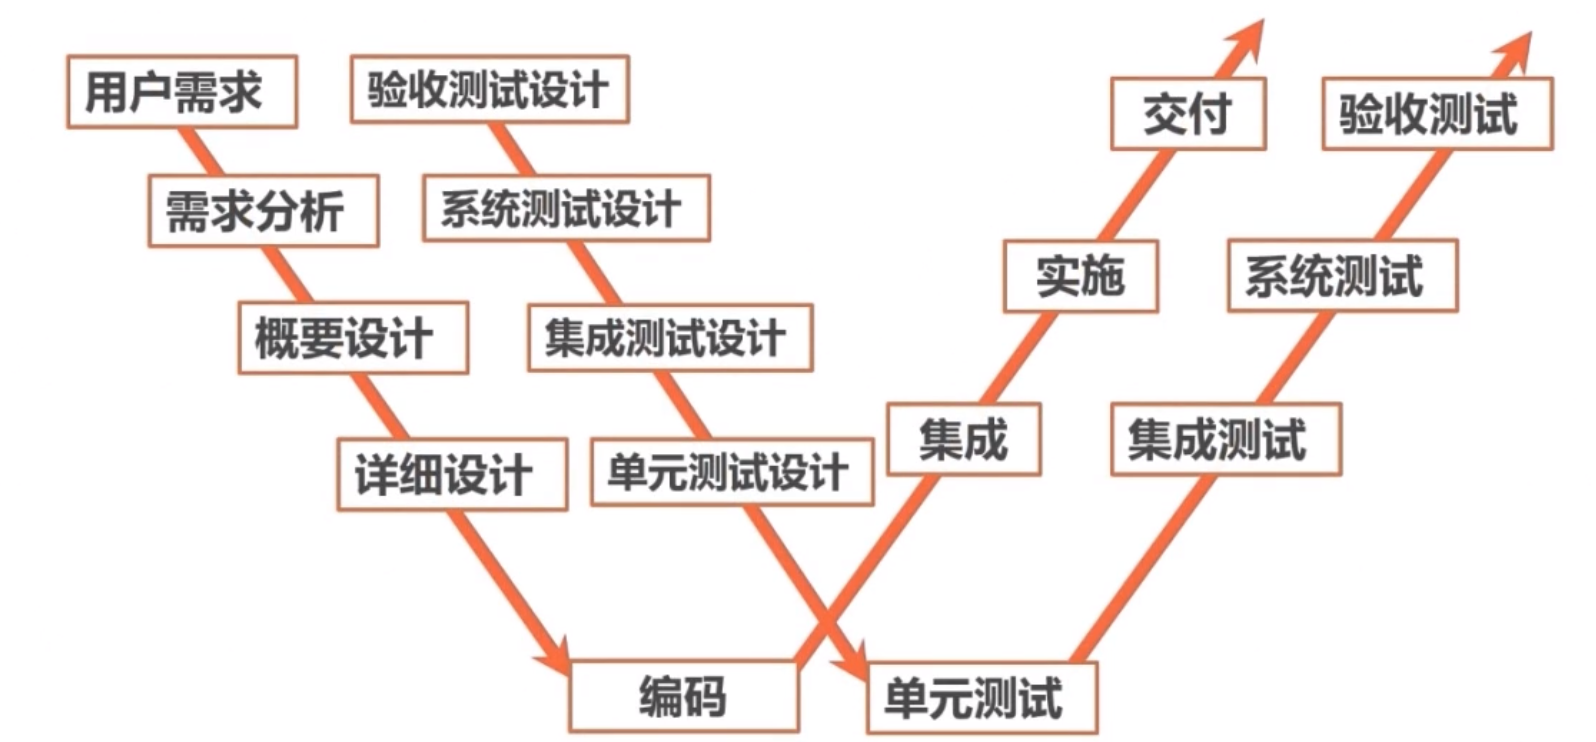 用户需求
验收测试设计
交付
验收测试
需求分析
系统测试设计
实施
系统测试
概要设计
集成测试设计
集成
集成测试
详细设计
单元测试设计
编码
单元测试